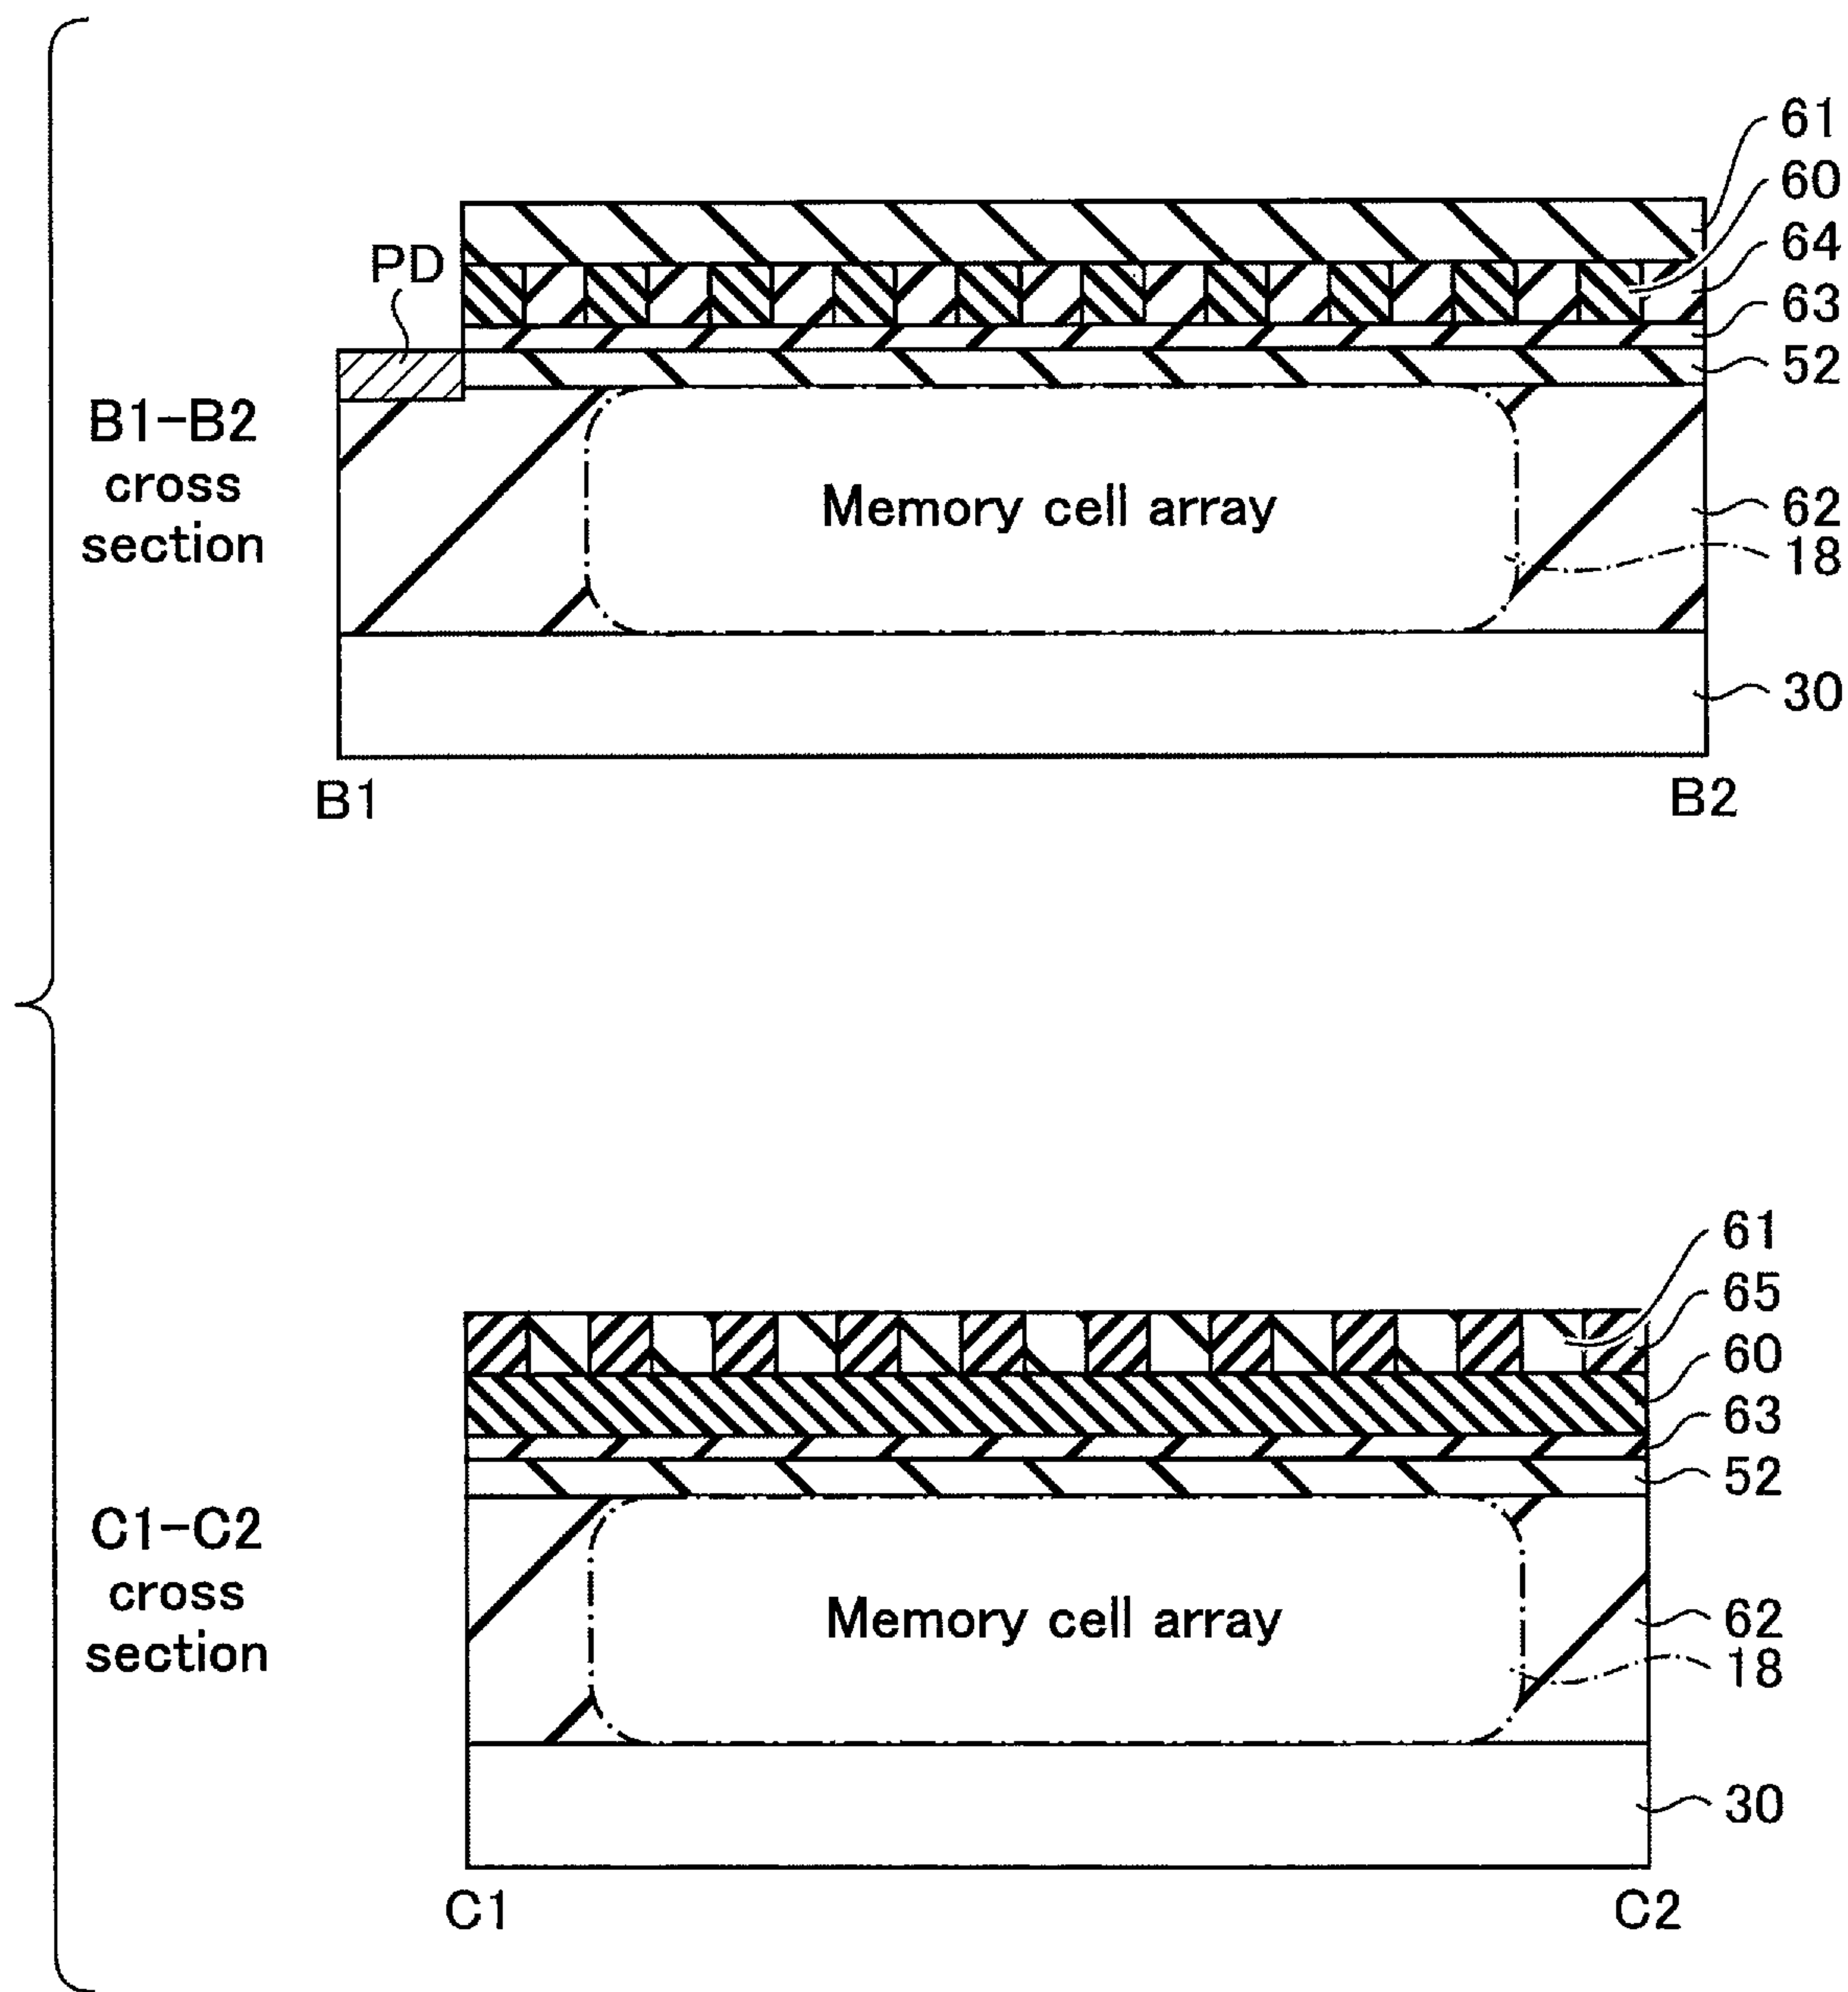 61
60
64
PD
63
52
B1-B2
cross
section
Memory cell array
62
18
30
B1
B2
61
65
60
63
52
C1-C2
cross
section
Memory cell array
62
18
30
C1
C2